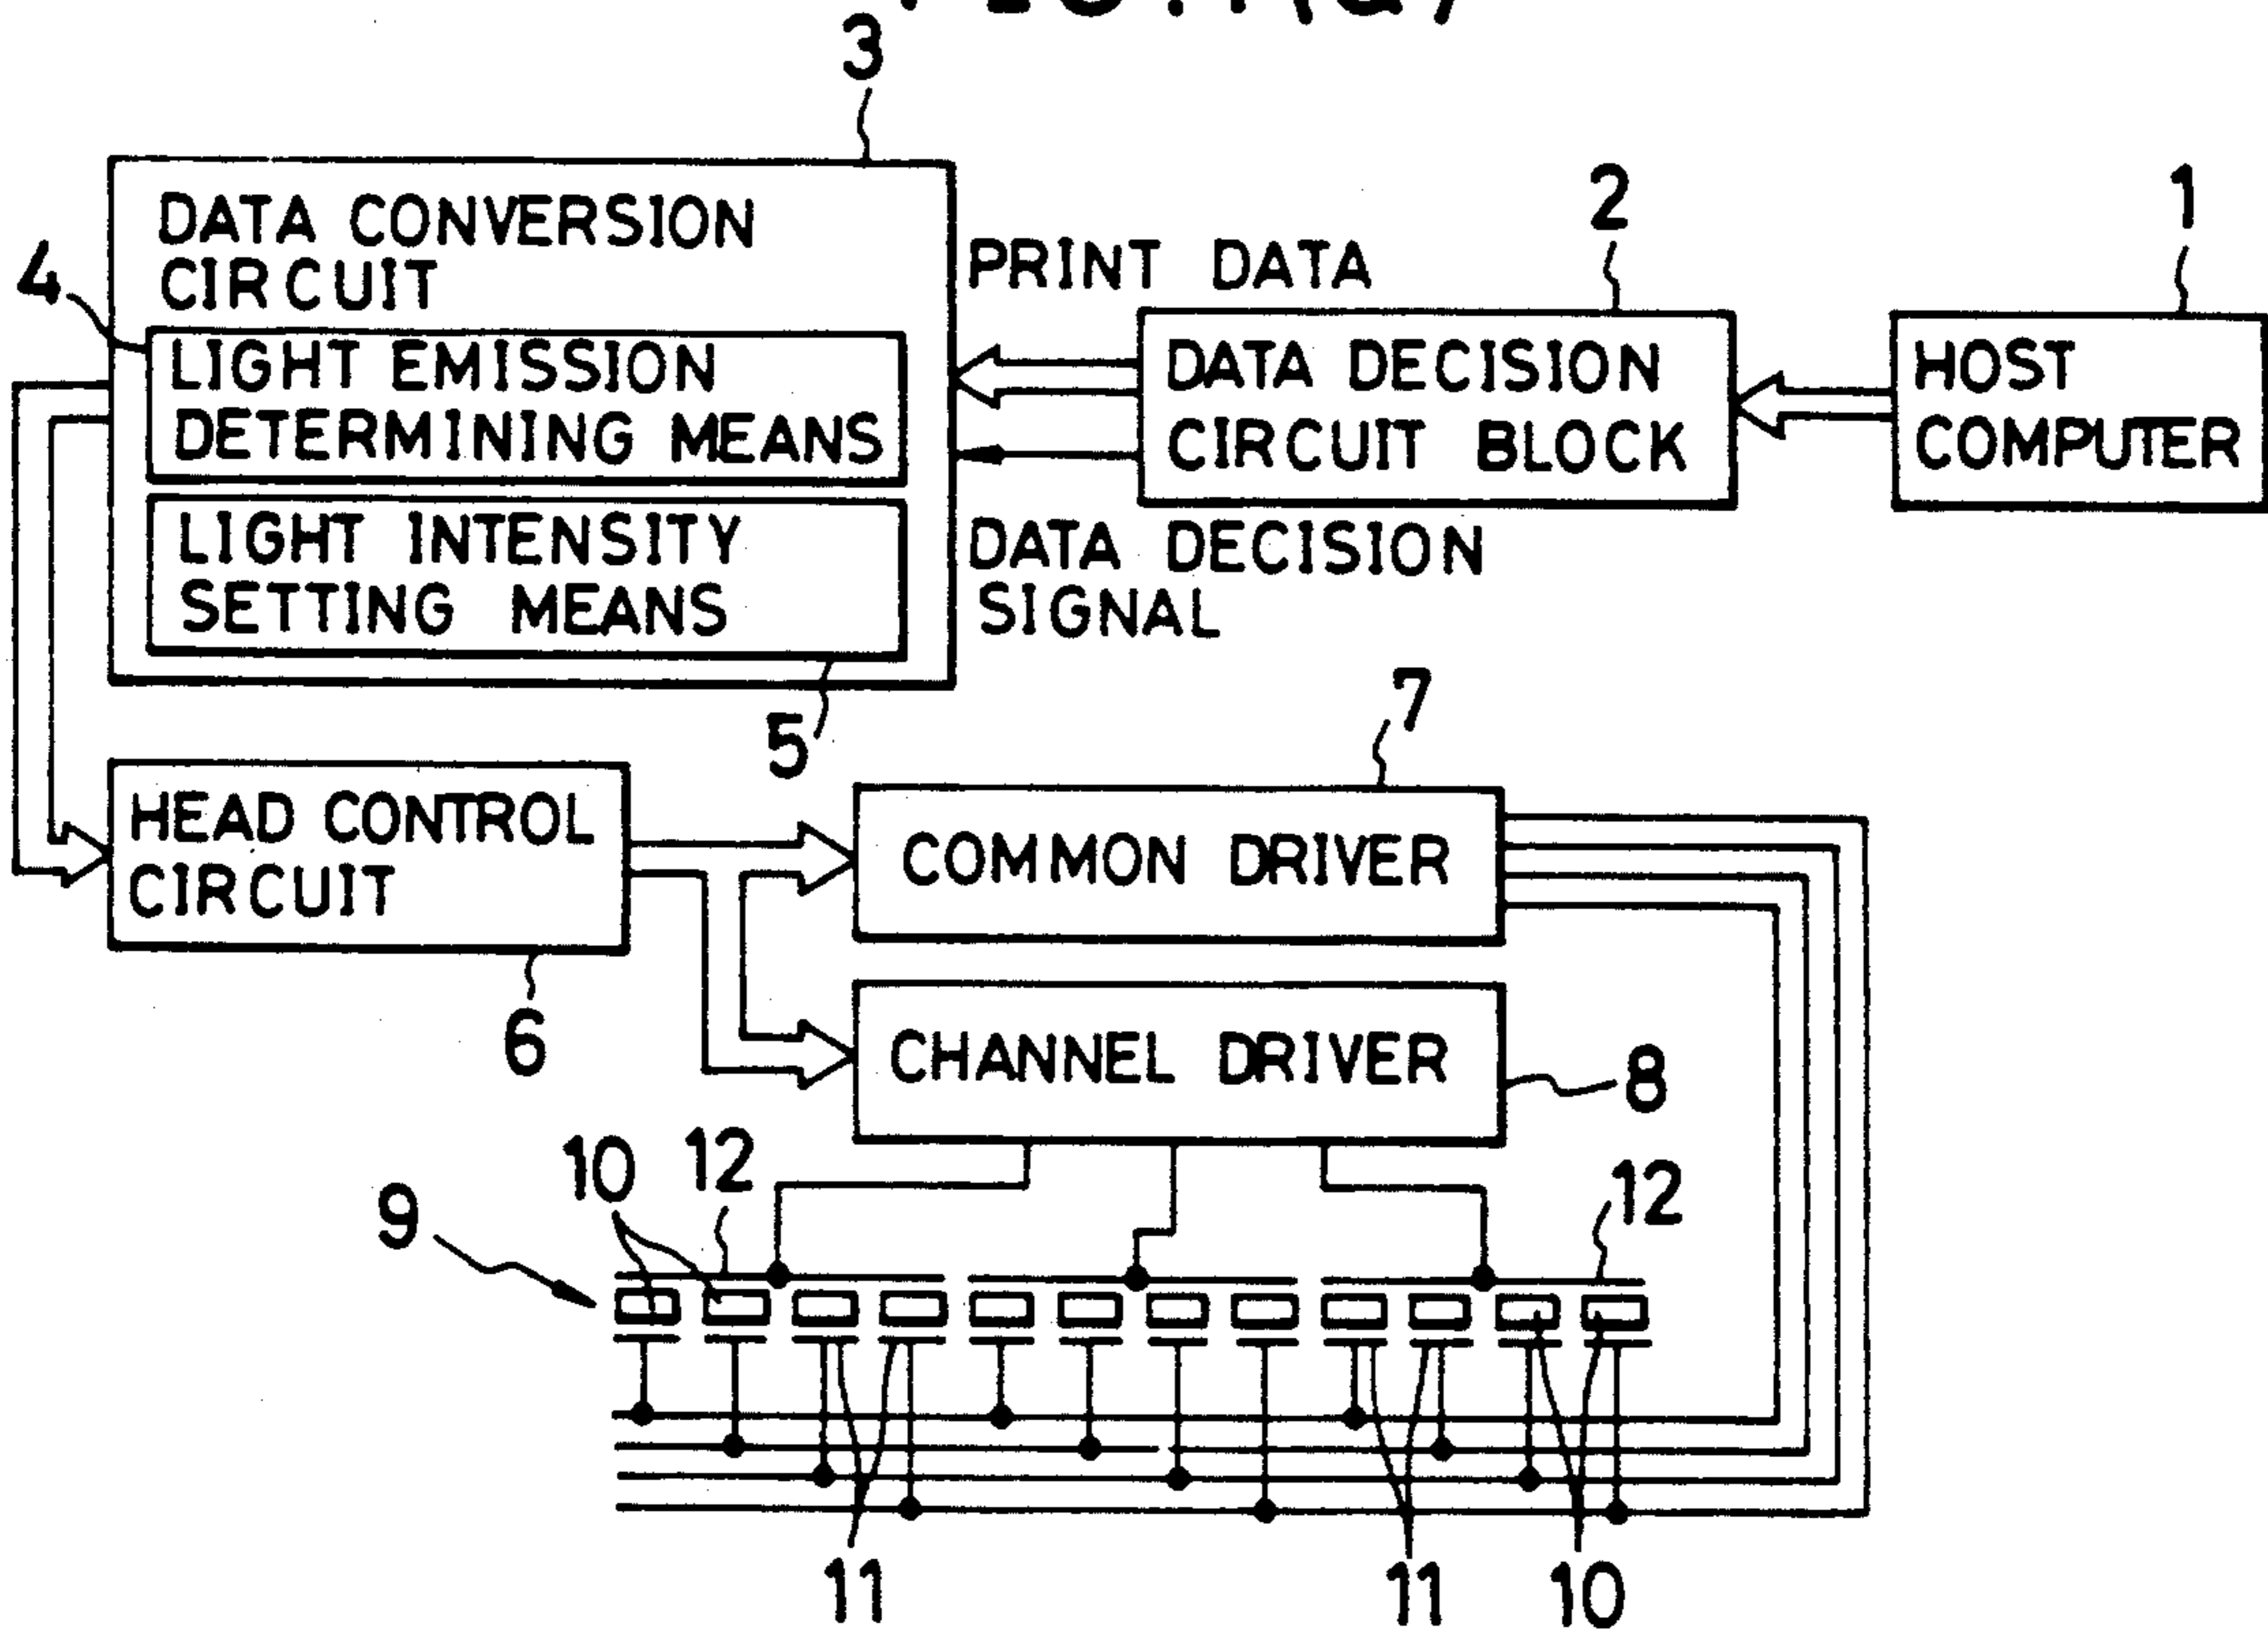 3
DATA CONVERSION
CIRCUIT
4
LIGHT EMISSION
DETERMINING MEANS
LIGHT INTENSITY
SETTING MEANS
5
PRINT DATA
2
DATA DECISION
CIRCUIT BLOCK
DATA DECISION
SIGNAL
1
HOST
COMPUTER
HEAD CONTROL
CIRCUIT
6
7
COMMON DRIVER
CHANNEL DRIVER
8
9
10
12
12
11
11
10